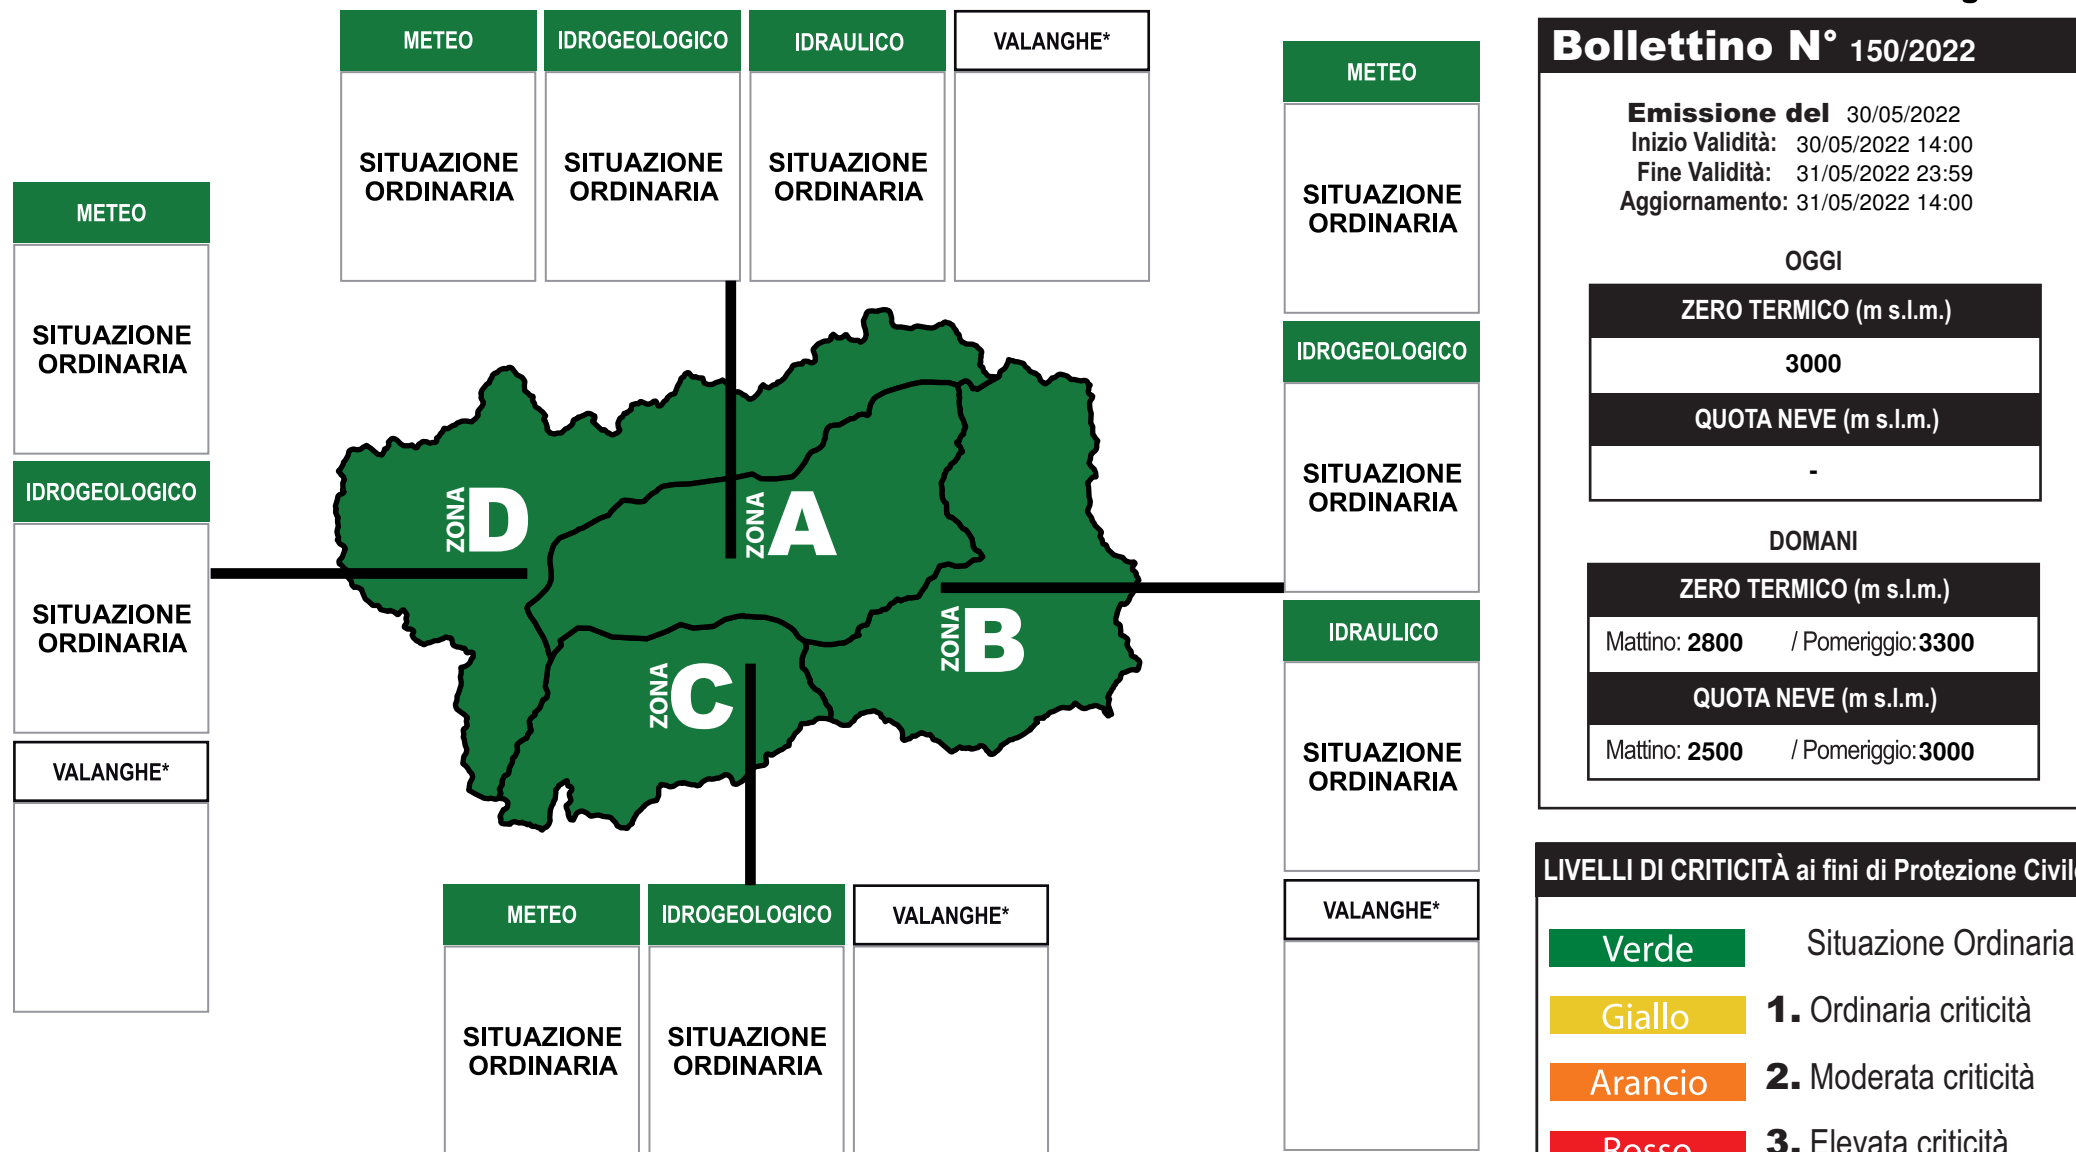 METEO
IDROGEOLOGICO
IDRAULICO
VALANGHE*
SITUAZIONE
ORDINARIA
SITUAZIONE
ORDINARIA
SITUAZIONE
ORDINARIA
METEO
SITUAZIONE
ORDINARIA
IDROGEOLOGICO
SITUAZIONE
ORDINARIA
VALANGHE*
ZONA D
ZONA A
ZONA B
ZONA C
METEO
SITUAZIONE
ORDINARIA
IDROGEOLOGICO
SITUAZIONE
ORDINARIA
IDRAULICO
SITUAZIONE
ORDINARIA
VALANGHE*
METEO
IDROGEOLOGICO
VALANGHE*
SITUAZIONE
ORDINARIA
SITUAZIONE
ORDINARIA
Bollettino N° 150/2022
Emissione del 30/05/2022
Inizio Validità: 30/05/2022 14:00
Fine Validità: 31/05/2022 23:59
Aggiornamento: 31/05/2022 14:00
OGGI
ZERO TERMICO (m s.l.m.)
3000
QUOTA NEVE (m s.l.m.)
-
DOMANI
ZERO TERMICO (m s.l.m.)
Mattino: 2800 / Pomeriggio: 3300
QUOTA NEVE (m s.l.m.)
Mattino: 2500 / Pomeriggio: 3000
LIVELLI DI CRITICITÀ ai fini di Protezione Civile
Verde Situazione Ordinaria
Giallo 1. Ordinaria criticità
Arancio 2. Moderata criticità
Rosso 3. Elevata criticità